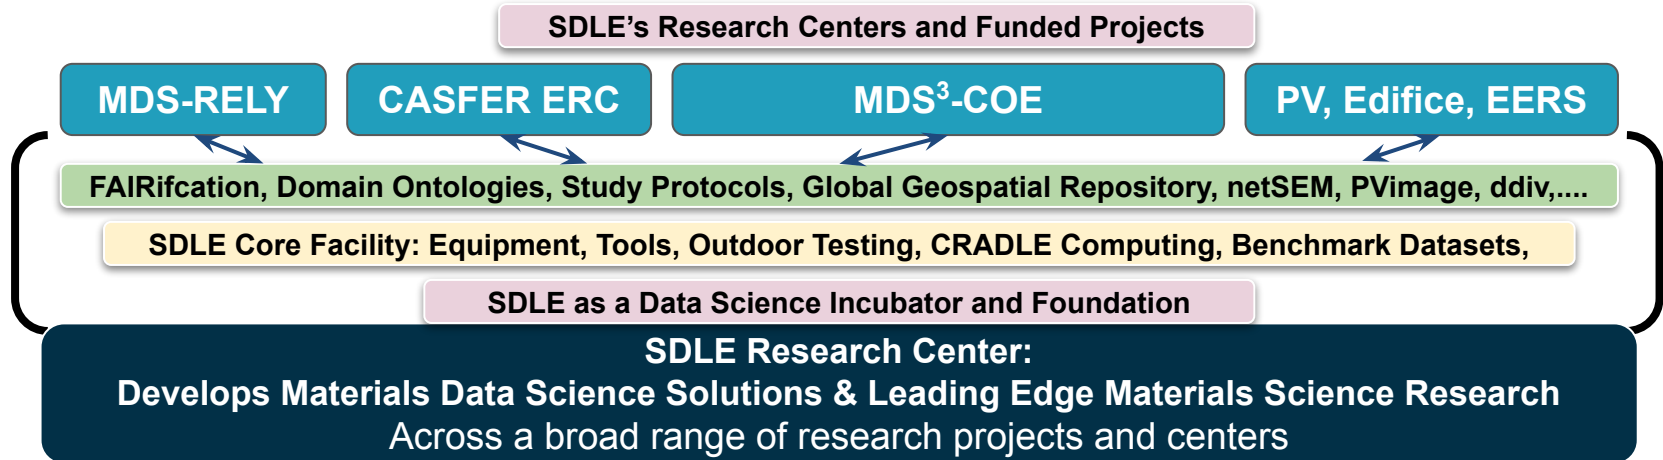 SDLE's Research Centers and Funded Projects
MDS-RELY
CASFER ERC
MDS³-COE
PV, Edifice, EERS
FAIRifcation, Domain Ontologies, Study Protocols, Global Geospatial Repository, netSEM, PVimage, ddiv,....
SDLE Core Facility: Equipment, Tools, Outdoor Testing, CRADLE Computing, Benchmark Datasets,
SDLE as a Data Science Incubator and Foundation
SDLE Research Center:
Develops Materials Data Science Solutions & Leading Edge Materials Science Research
Across a broad range of research projects and centers